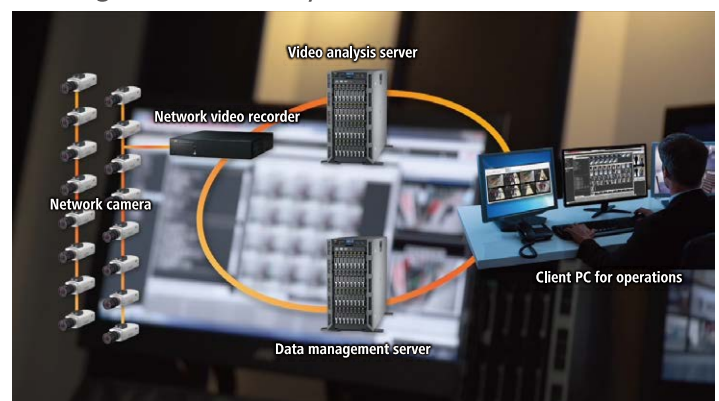 Video analysis server
Network video recorder
Network camera
Client PC for operations
Data management server